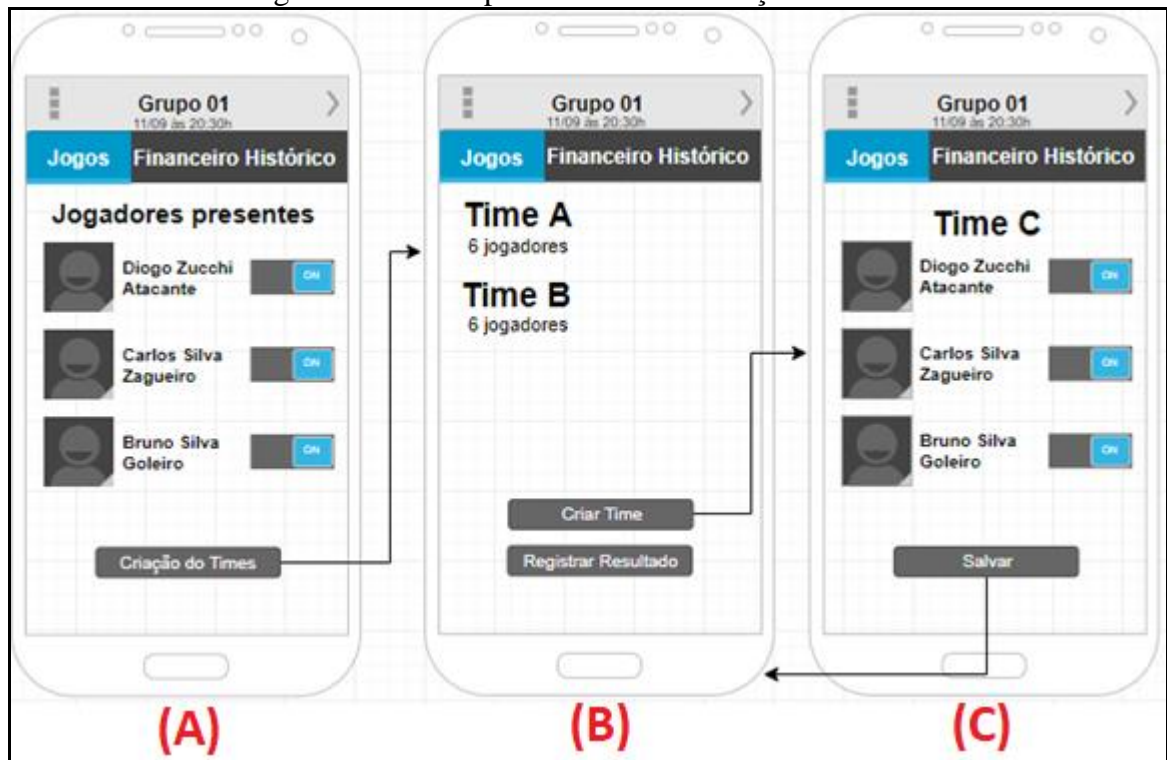 Grupo 01
11/09 às 20:30h
Jogos Financeiro Histórico
Jogadores presentes
Diogo Zucchi
Atacante
ON
Carlos Silva
Zagueiro
ON
Bruno Silva
Goleiro
ON
Criação do Times
(A)
Grupo 01
11/09 às 20:30h
Jogos Financeiro Histórico
Time A
6 jogadores
Time B
6 jogadores
Criar Time
Registrar Resultado
(B)
Grupo 01
11/09 às 20:30h
Jogos Financeiro Histórico
Time C
Diogo Zucchi
Atacante
ON
Carlos Silva
Zagueiro
ON
Bruno Silva
Goleiro
ON
Salvar
(C)